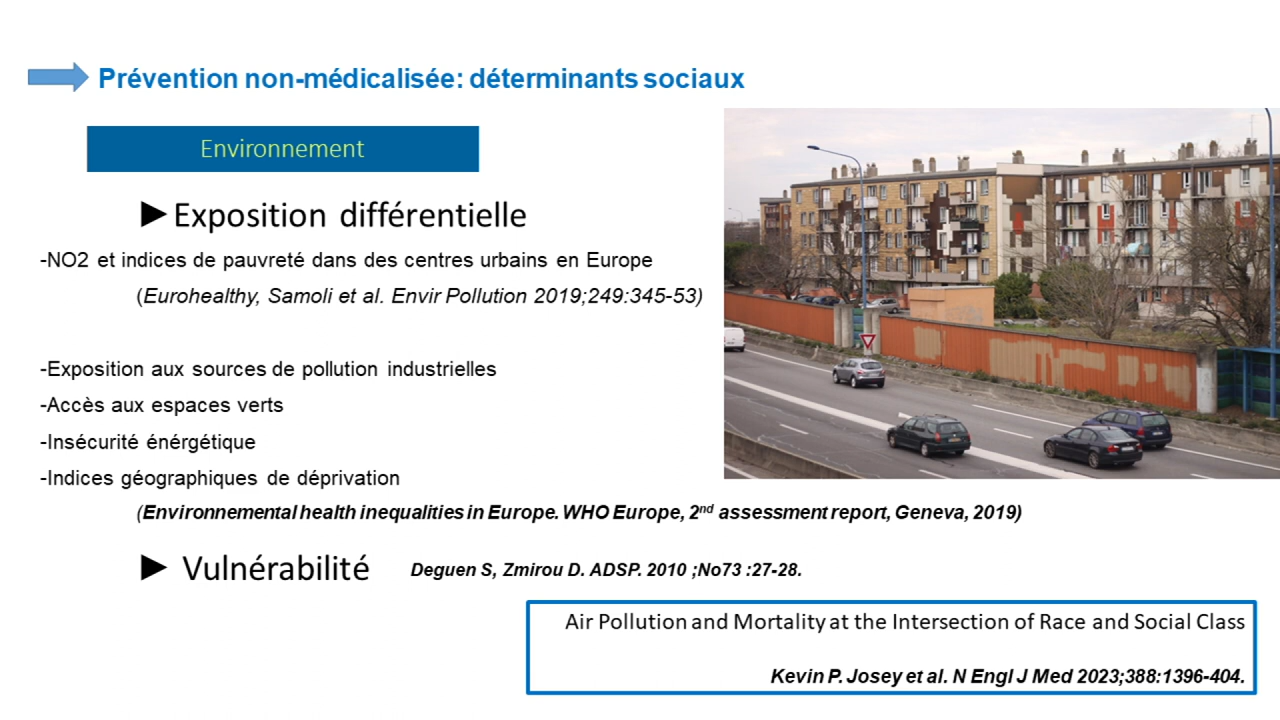 Prévention non-médicalisée: déterminants sociaux
Environnement
►Exposition différentielle
-NO2 et indices de pauvreté dans des centres urbains en Europe
(Eurohealthy, Samoli et al. Envir Pollution 2019;249:345-53)
-Exposition aux sources de pollution industrielles
-Accès aux espaces verts
-Insécurité énérgétique
-Indices géographiques de déprivation
(Environnemental health inequalities in Europe. WHO Europe, 2nd assessment report, Geneva, 2019)
► Vulnérabilité Deguen S, Zmirou D. ADSP. 2010 ;No73 :27-28.
Air Pollution and Mortality at the Intersection of Race and Social Class
Kevin P. Josey et al. N Engl J Med 2023;388:1396-404.